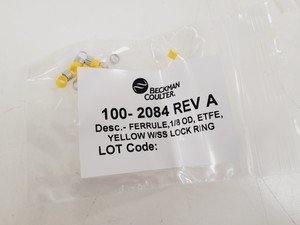 BECKMAN
COULTER.
100- 2084 REV A
Desc.- FERRULE,1/8 OD, ETFE,
YELLOW W/SS LOCK RING
LOT Code: